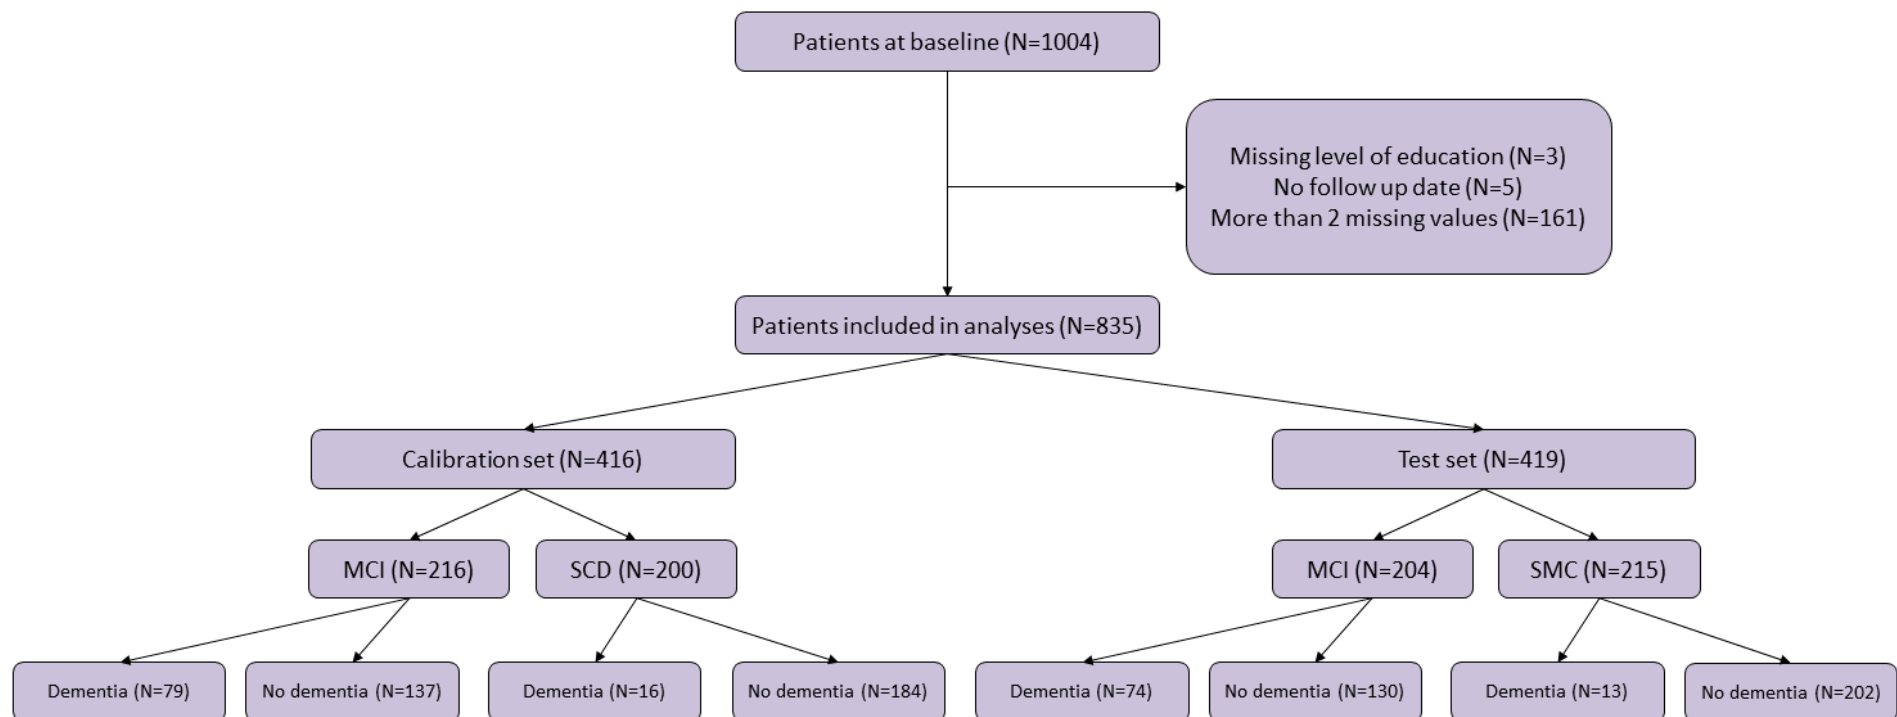 Patients at baseline (N=1004)
Missing level of education (N=3)
No follow up date (N=5)
More than 2 missing values (N=161)
Patients included in analyses (N=835)
Calibration set (N=416)
Test set (N=419)
MCI (N=216)
SCD (N=200)
MCI (N=204)
SMC (N=215)
Dementia (N=79)
No dementia (N=137)
Dementia (N=16)
No dementia (N=184)
Dementia (N=74)
No dementia (N=130)
Dementia (N=13)
No dementia (N=202)